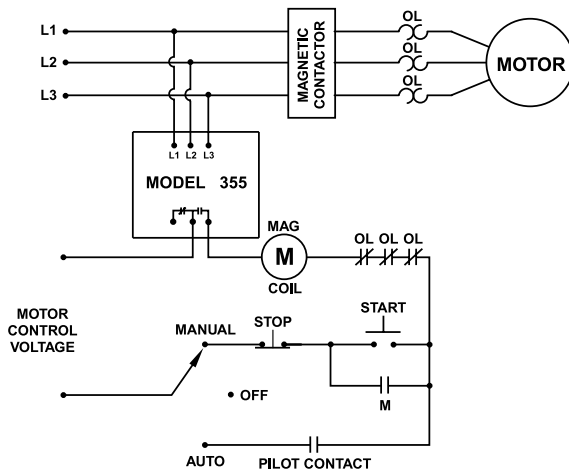 OL
L1
OL
L2
OL
L3
MAGNETIC
CONTACTOR
MOTOR
L1 L2 L3
MODEL 355
MAG
M
COIL
OL OL OL
MOTOR
CONTROL
VOLTAGE
MANUAL
STOP
START
M
OFF
AUTO
PILOT CONTACT